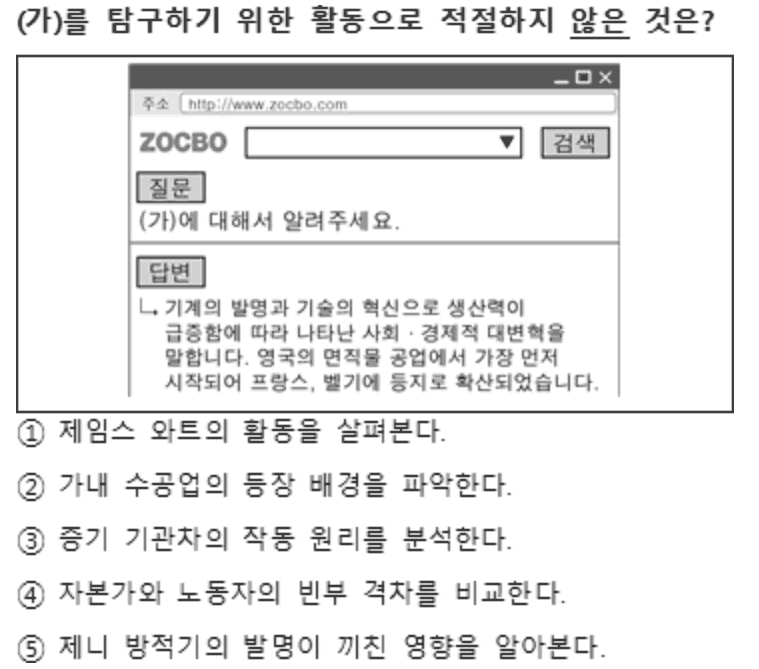 (가)를 탐구하기 위한 활동으로 적절하지 않은 것은?
주소 http://www.zocbo.com
ZOCBO ▼ 검색
질문
(가)에 대해서 알려주세요.
답변
기계의 발명과 기술의 혁신으로 생산력이
급증함에 따라 나타난 사회 · 경제적 대변혁을
말합니다. 영국의 면직물 공업에서 가장 먼저
시작되어 프랑스, 벨기에 등지로 확산되었습니다.
① 제임스 와트의 활동을 살펴본다.
② 가내 수공업의 등장 배경을 파악한다.
③ 증기 기관차의 작동 원리를 분석한다.
④ 자본가와 노동자의 빈부 격차를 비교한다.
⑤ 제니 방적기의 발명이 끼친 영향을 알아본다.